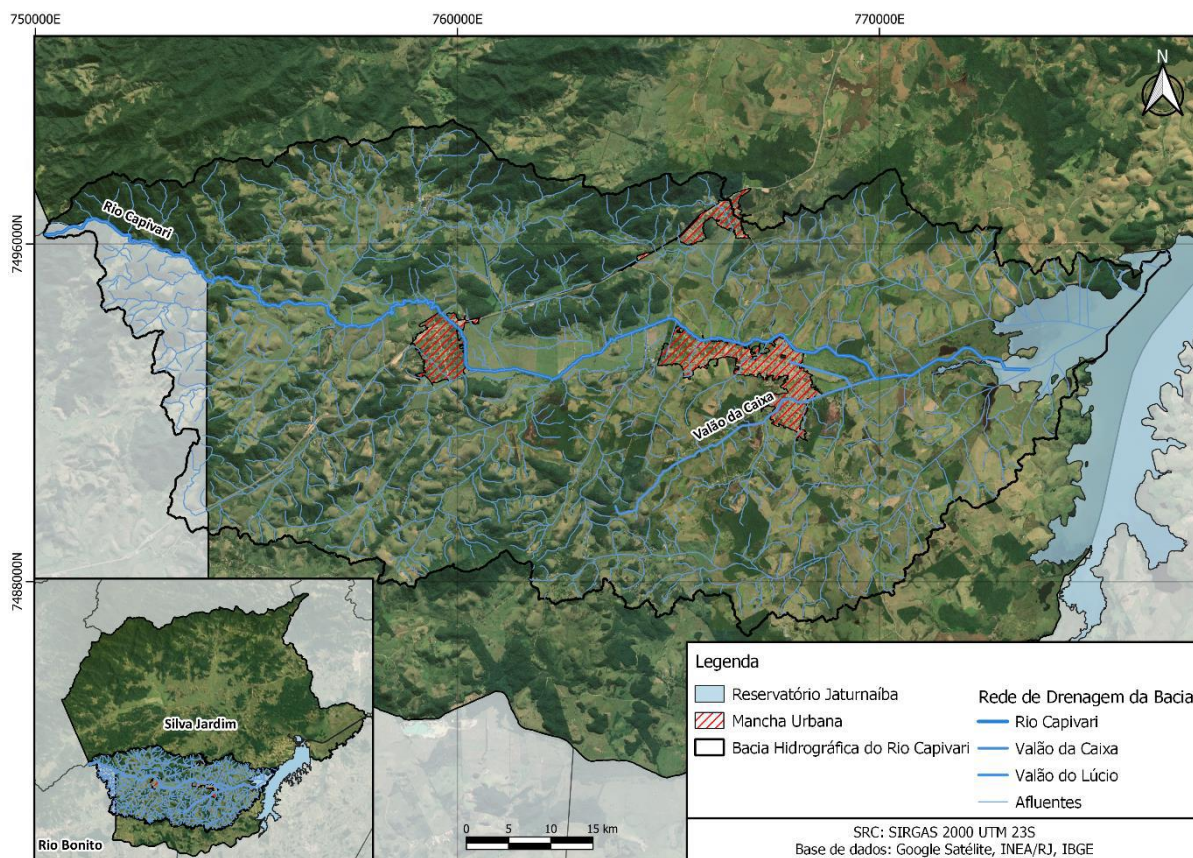 750000E
760000E
770000E
N
Rio Capivari
7496000N
Valão da Caixa
7488000N
Silva Jardim
Rio Bonito
0 5 10 15 km
Legenda
Reservatório Jaturnaíba
Mancha Urbana
Bacia Hidrográfica do Rio Capivari
Rede de Drenagem da Bacia
Rio Capivari
Valão da Caixa
Valão do Lúcio
Afluentes
SRC: SIRGAS 2000 UTM 23S
Base de dados: Google Satélite, INEA/RJ, IBGE